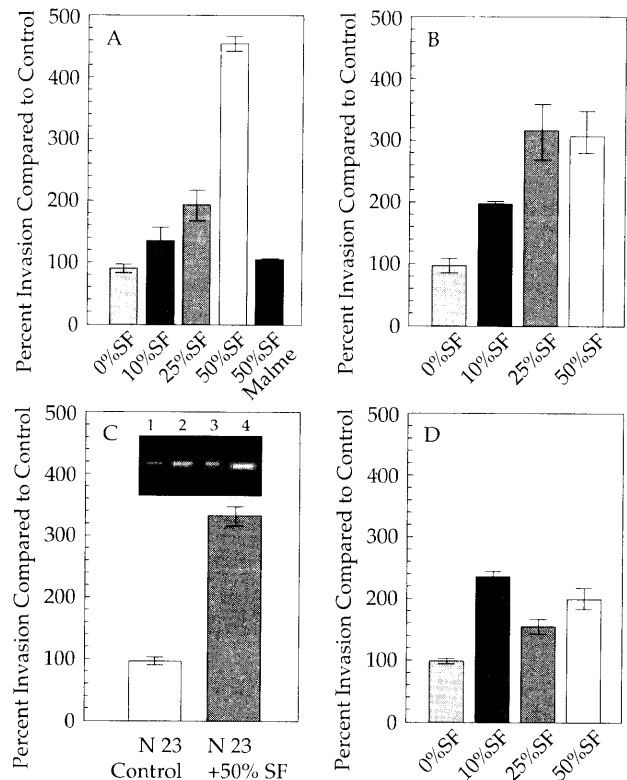 A
Percent Invasion Compared to Control
500
400
300
200
100
0
0%SF
10%SF
25%SF
50%SF
50%SF
Malme
B
Percent Invasion Compared to Control
500
400
300
200
100
0
0%SF
10%SF
25%SF
50%SF
C
Percent Invasion Compared to Control
500
400
300
200
100
0
1 2 3 4
N 23
Control
N 23
+50% SF
D
Percent Invasion Compared to Control
500
400
300
200
100
0
0%SF
10%SF
25%SF
50%SF